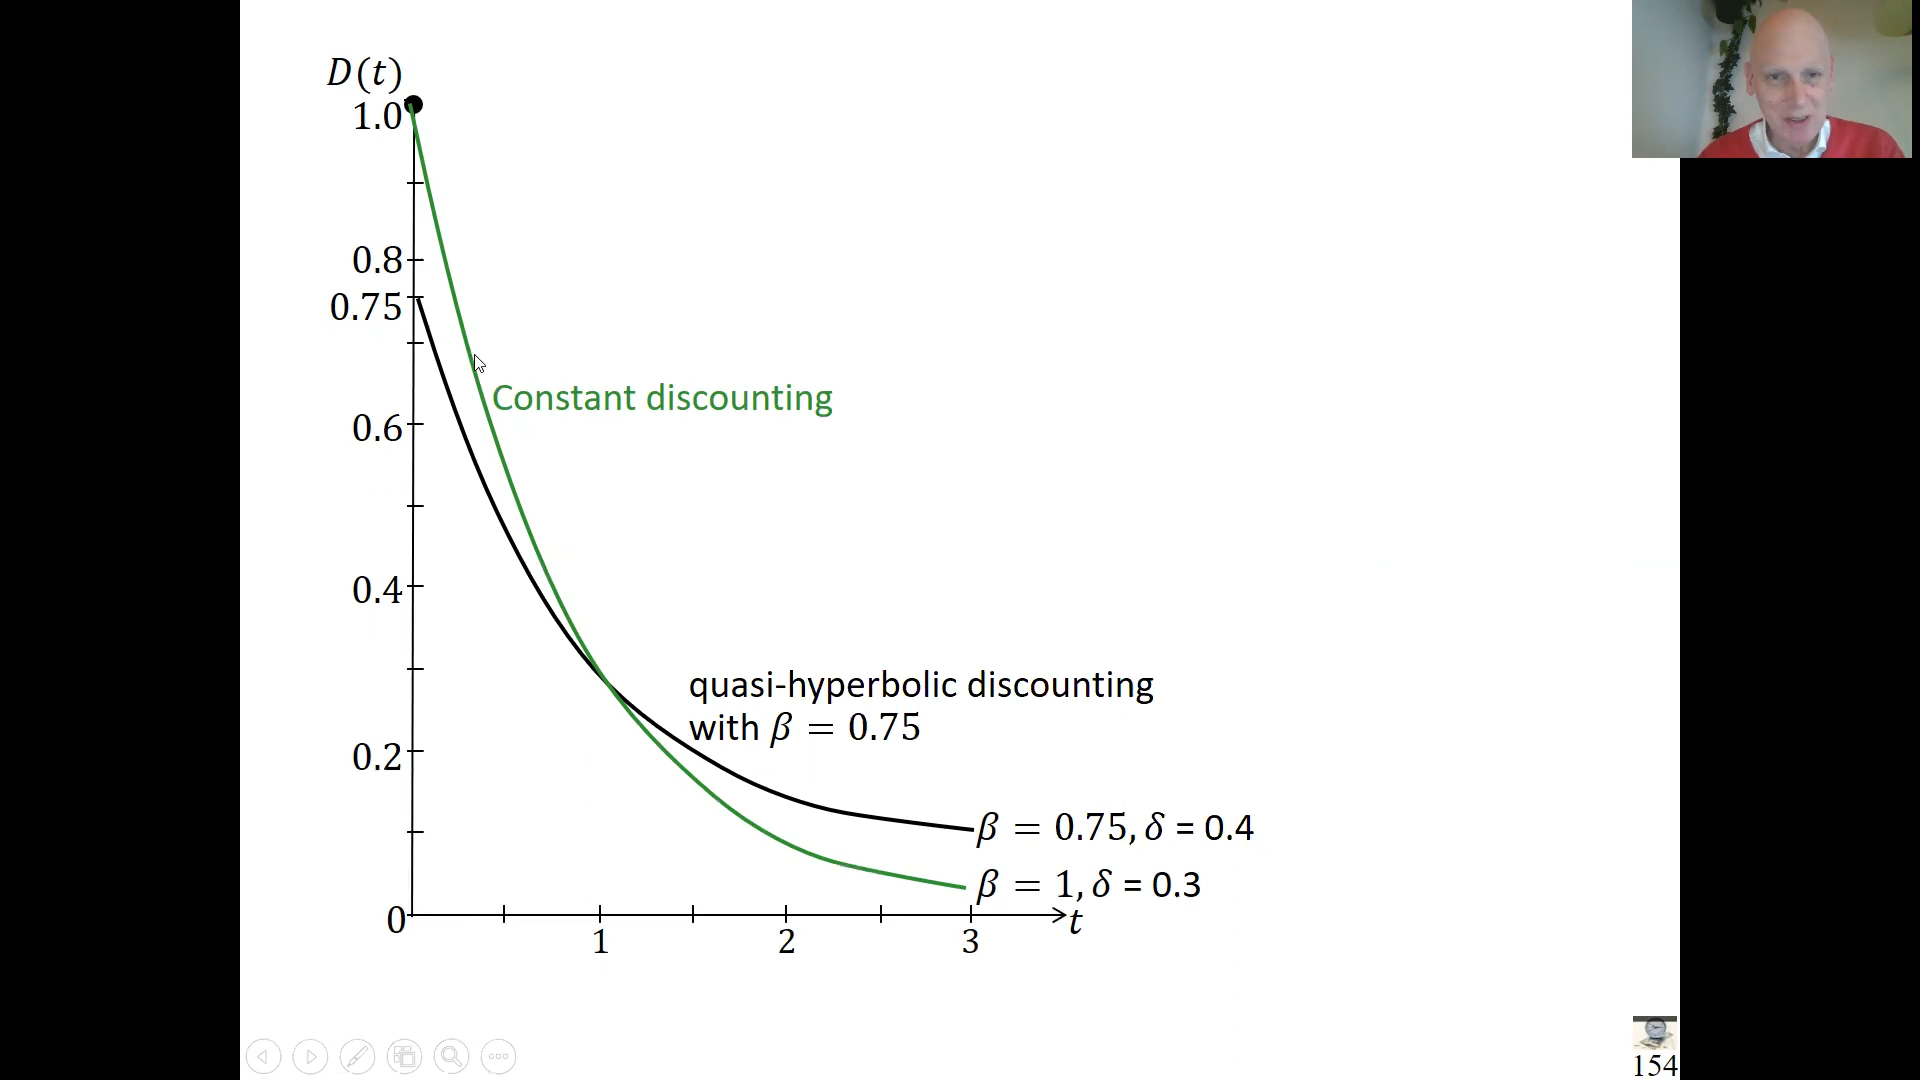 D(t)
1.0
0.8
0.75
Constant discounting
0.6
0.4
quasi-hyperbolic discounting
with β = 0.75
0.2
β = 0.75, δ = 0.4
β = 1, δ = 0.3
0
t
1 2 3
154